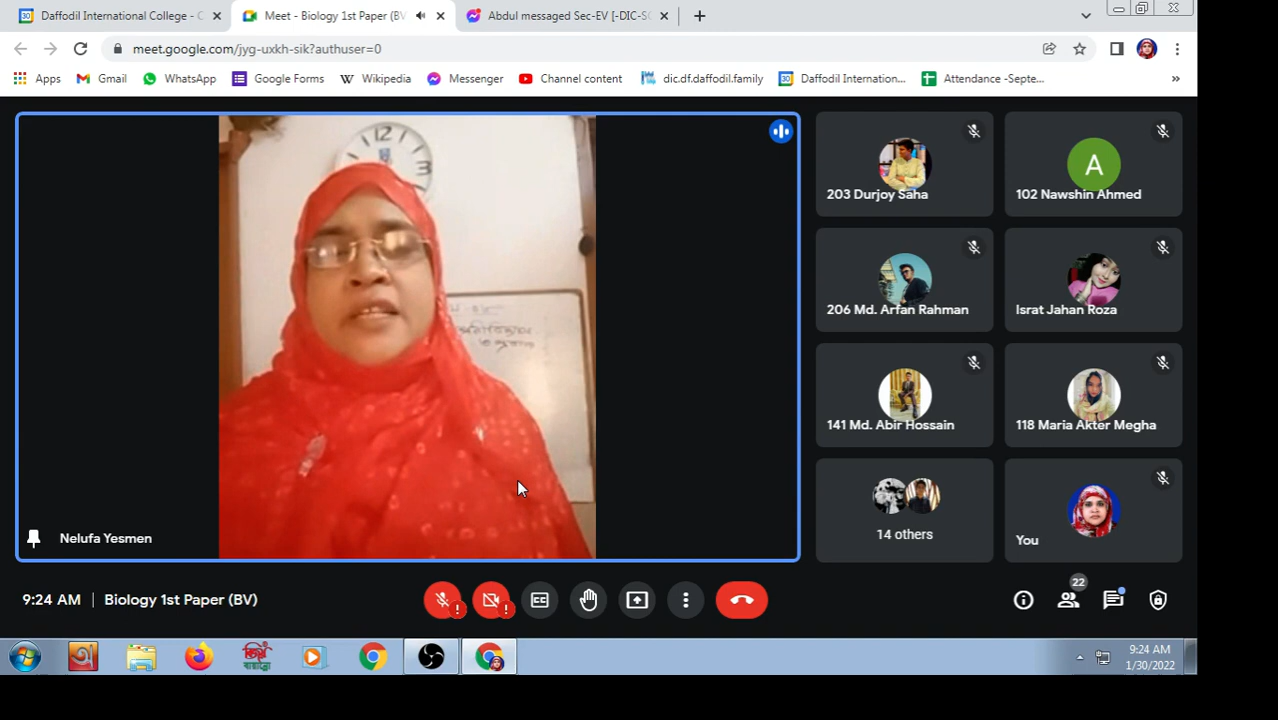 Daffodil International College - C
Meet - Biology 1st Paper (BV)
Abdul messaged Sec-EV [-DIC-SC
meet.google.com/jyg-uxkh-sik?authuser=0
Apps
Gmail
WhatsApp
Google Forms
W Wikipedia
Messenger
Channel content
dic.df.daffodil.family
30 Daffodil Internation...
Attendance -Septe...
»
12
3
203 Durjoy Saha
A
102 Nawshin Ahmed
206 Md. Arfan Rahman
Israt Jahan Roza
141 Md. Abir Hossain
118 Maria Akter Megha
14 others
You
Nelufa Yesmen
9:24 AM | Biology 1st Paper (BV)
CC
22
অ
9:24 AM
1/30/2022